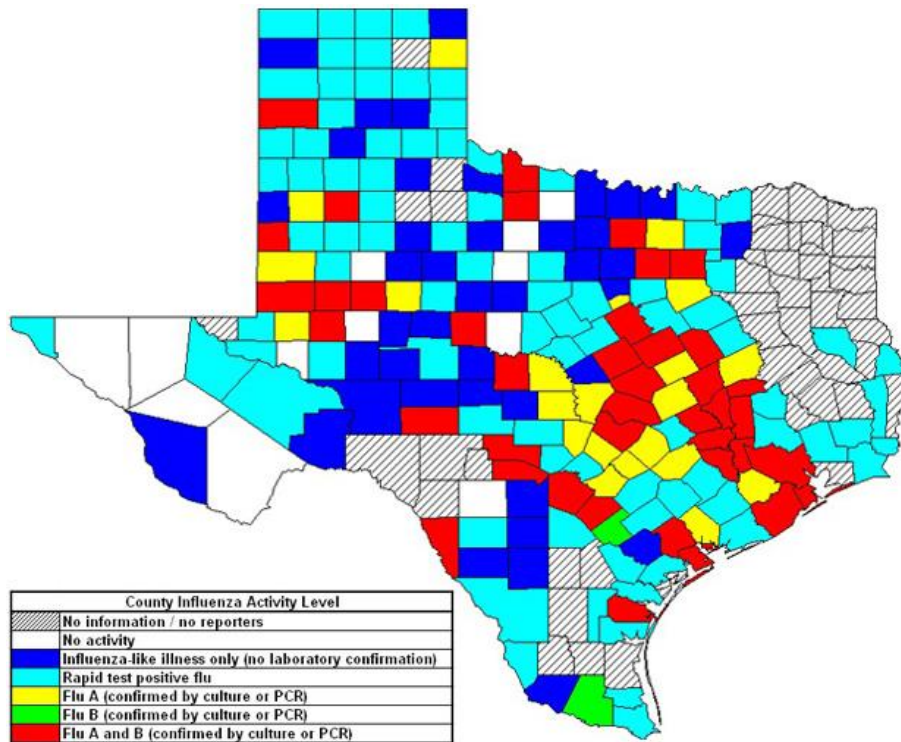 County Influenza Activity Level
No information / no reporters
No activity
Influenza-like illness only (no laboratory confirmation)
Rapid test positive flu
Flu A (confirmed by culture or PCR)
Flu B (confirmed by culture or PCR)
Flu A and B (confirmed by culture or PCR)